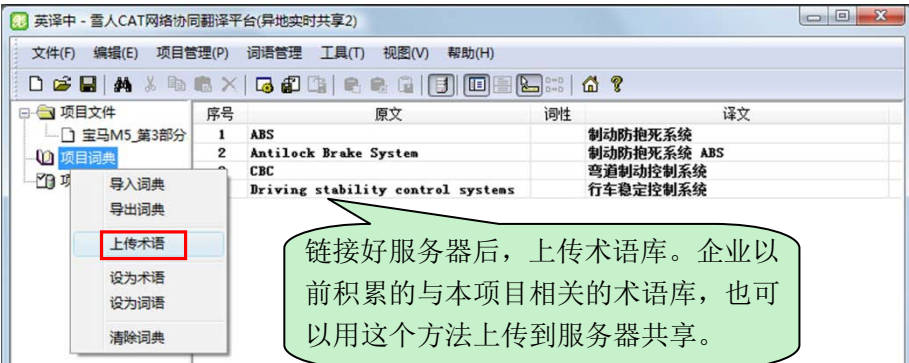 英译中 - 雪人CAT网络协同翻译平台(异地实时共享2)
文件(F) 编辑(E) 项目管理(P) 词语管理 工具(T) 视图(V) 帮助(H)
项目文件
宝马M5_第3部分
项目词典
序号 原文 词性 译文
1 ABS 制动防抱死系统
2 Antilock Brake System 制动防抱死系统 ABS
CBC 弯道制动控制系统
Driving stability control systems 行车稳定控制系统
导入词典
导出词典
上传术语
设为术语
设为词语
清除词典
链接好服务器后，上传术语库。企业以
前积累的与本项目相关的术语库，也可
以用这个方法上传到服务器共享。